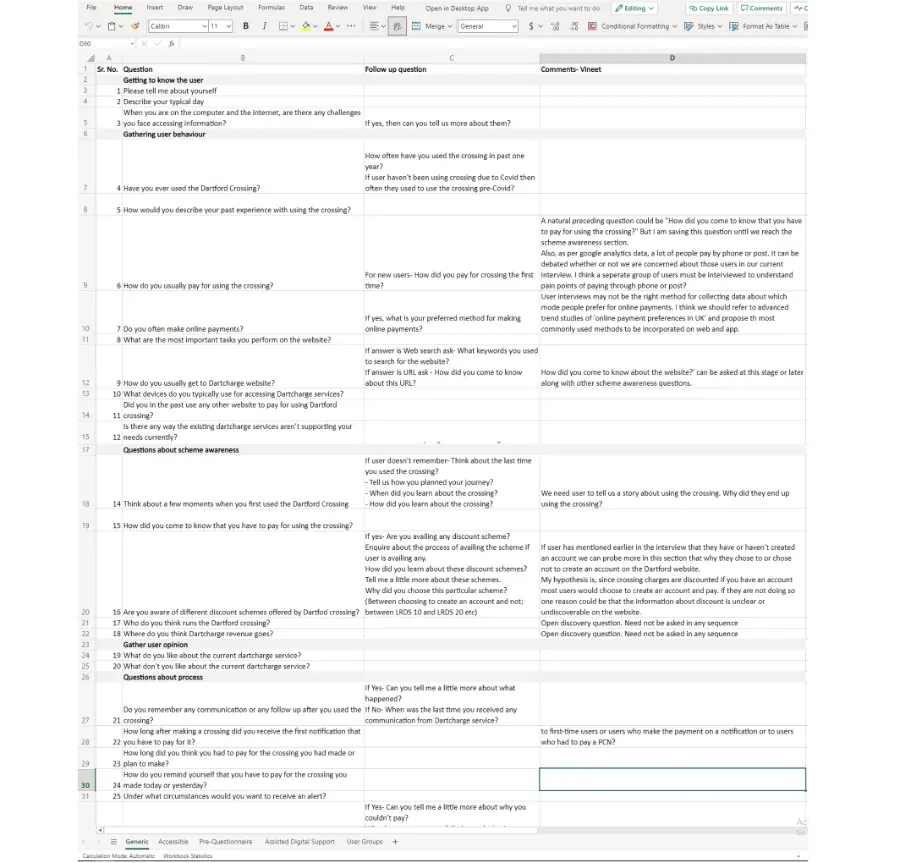 File Home Insert Draw Page Layout Formulas Data Review View Help Open in Desktop App Tell me what you want to do Editing Copy Link Comments
Calibri 11 B I A Merge General $ Conditional Formatting Styles Format As Table
D30 fx
A B C D
1 Sr. No. Question Follow up question Comments- Vineet
2 Getting to know the user
3 1 Please tell me about yourself
4 2 Describe your typical day
When you are on the computer and the internet, are there any challenges
5 3 you face accessing information? If yes, then can you tell us more about them?
6 Gathering user behaviour
How often have you used the crossing in past one
year?
If user haven't been using crossing due to Covid then
7 4 Have you ever used the Dartford Crossing? often they used to use the crossing pre-Covid?
8 5 How would you describe your past experience with using the crossing?
A natural preceding question could be "How did you come to know that you have
to pay for using the crossing?" But I am saving this question until we reach the
scheme awareness section.
Also, as per google analytics data, a lot of people pay by phone or post. It can be
debated whether or not we are concerned about those users in our current
For new users- How did you pay for crossing the first interview. I think a seperate group of users must be interviewed to understand
9 6 How do you usually pay for using the crossing? time? pain points of paying through phone or post?
User interviews may not be the right method for collecting data about which
mode people prefer for online payments. I think we should refer to advanced
If yes, what is your preferred method for making trend studies of 'online payment preferences in UK' and propose th most
10 7 Do you often make online payments? online payments? commonly used methods to be incorporated on web and app.
11 8 What are the most important tasks you perform on the website?
If answer is Web search ask- What keywords you used
to search for the website?
If answer is URL ask - How did you come to know How did you come to know about the website?' can be asked at this stage or later
12 9 How do you usually get to Dartcharge website? about this URL? along with other scheme awareness questions.
13 10 What devices do you typically use for accessing Dartcharge services?
Did you in the past use any other website to pay for using Dartford
14 11 crossing?
Is there any way the existing dartcharge services aren't supporting your
15 12 needs currently?
17 Questions about scheme awareness
If user doesn't remember- Think about the last time
you used the crossing?
- Tell us how you planned your journey?
- When did you learn about the crossing? We need user to tell us a story about using the crossing. Why did they end up
18 14 Think about a few moments when you first used the Dartford Crossing - How did you learn about the crossing? using the crossing?
19 15 How did you come to know that you have to pay for using the crossing?
If yes- Are you availing any discount scheme?
Enquire about the process of availing the scheme if If user has mentioned earlier in the interview that they have or haven't created
user is availing any. an account we can probe more in this section that why they chose to or chose
How did you learn about these discount schemes? not to create an account on the Dartford website.
Tell me a little more about these schemes. My hypothesis is, since crossing charges are discounted if you have an account
Why did you choose this particular scheme? most users would choose to create an account and pay. If they are not doing so
(Between choosing to create an account and not; one reason could be that the information about discount is unclear or
20 16 Are you aware of different discount schemes offered by Dartfod crossing? between LRDS 10 and LRDS 20 etc) undiscoverable on the website.
21 17 Who do you think runs the Dartford crossing? Open discovery question. Need not be asked in any sequence
22 18 Where do you think Dartcharge revenue goes? Open discovery question. Need not be asked in any sequence
23 Gather user opinion
24 19 What do you like about the current dartcharge service?
25 20 What don't you like about the current dartcharge service?
26 Questions about process
If Yes- Can you tell me a little more about what
happened?
Do you remember any communication or any follow up after you used the If No- When was the last time you received any
27 21 crossing? communication from Dartcharge service?
How long after making a crossing did you receive the first notification that to first-time users or users who make the payment on a notification or to users
28 22 you have to pay for it? who had to pay a PCN?
How long did you think you had to pay for the crossing you had made or
29 23 plan to make?
How do you remind yourself that you have to pay for the crossing you
30 24 made today or yesterday?
31 25 Under what circumstances would you want to receive an alert?
If Yes- Can you tell me a little more about why you
couldn't pay?
Generic Accessible Pre-Questionnaire Assisted Digital Support User Groups +
Calculation Mode: Automatic Workbook Statistics